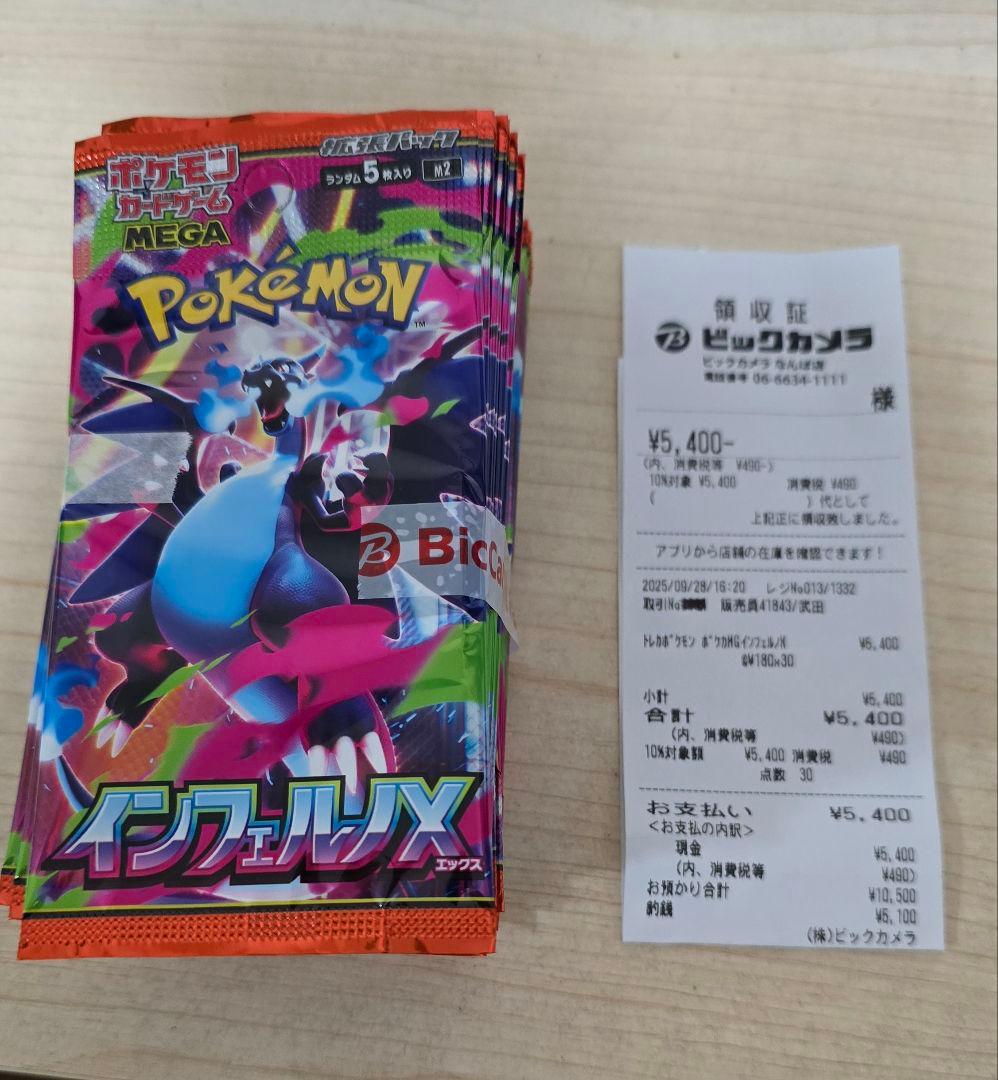 ポケモン
カードゲーム
MEGA
拡張パック
ランダム5枚入り M2
POKÉMON
TM
B BicCa
インフェルノX
エックス
領収証
B ビックカメラ
ビックカメラ なんば店
電話番号 06-6634-1111
様
¥5,400-
(内、消費税等 ¥490-)
10%対象 ¥5,400 消費税 ¥490
( )代として
上記正に領収致しました。
アプリから店舗の在庫を確認できます!
2025/09/28/16:20 レジNo013/1332
取引No 販売員41843/武田
トレカポケモン ポケカMGインフェルノX ¥5,400
@¥180×30
小計 ¥5,400
合計 ¥5,400
(内、消費税等 ¥490)
10%対象額 ¥5,400 消費税 ¥490
点数 30
お支払い ¥5,400
<お支払の内訳>
現金 ¥5,400
(内、消費税等 ¥490)
お預かり合計 ¥10,500
釣銭 ¥5,100
(株)ビックカメラ